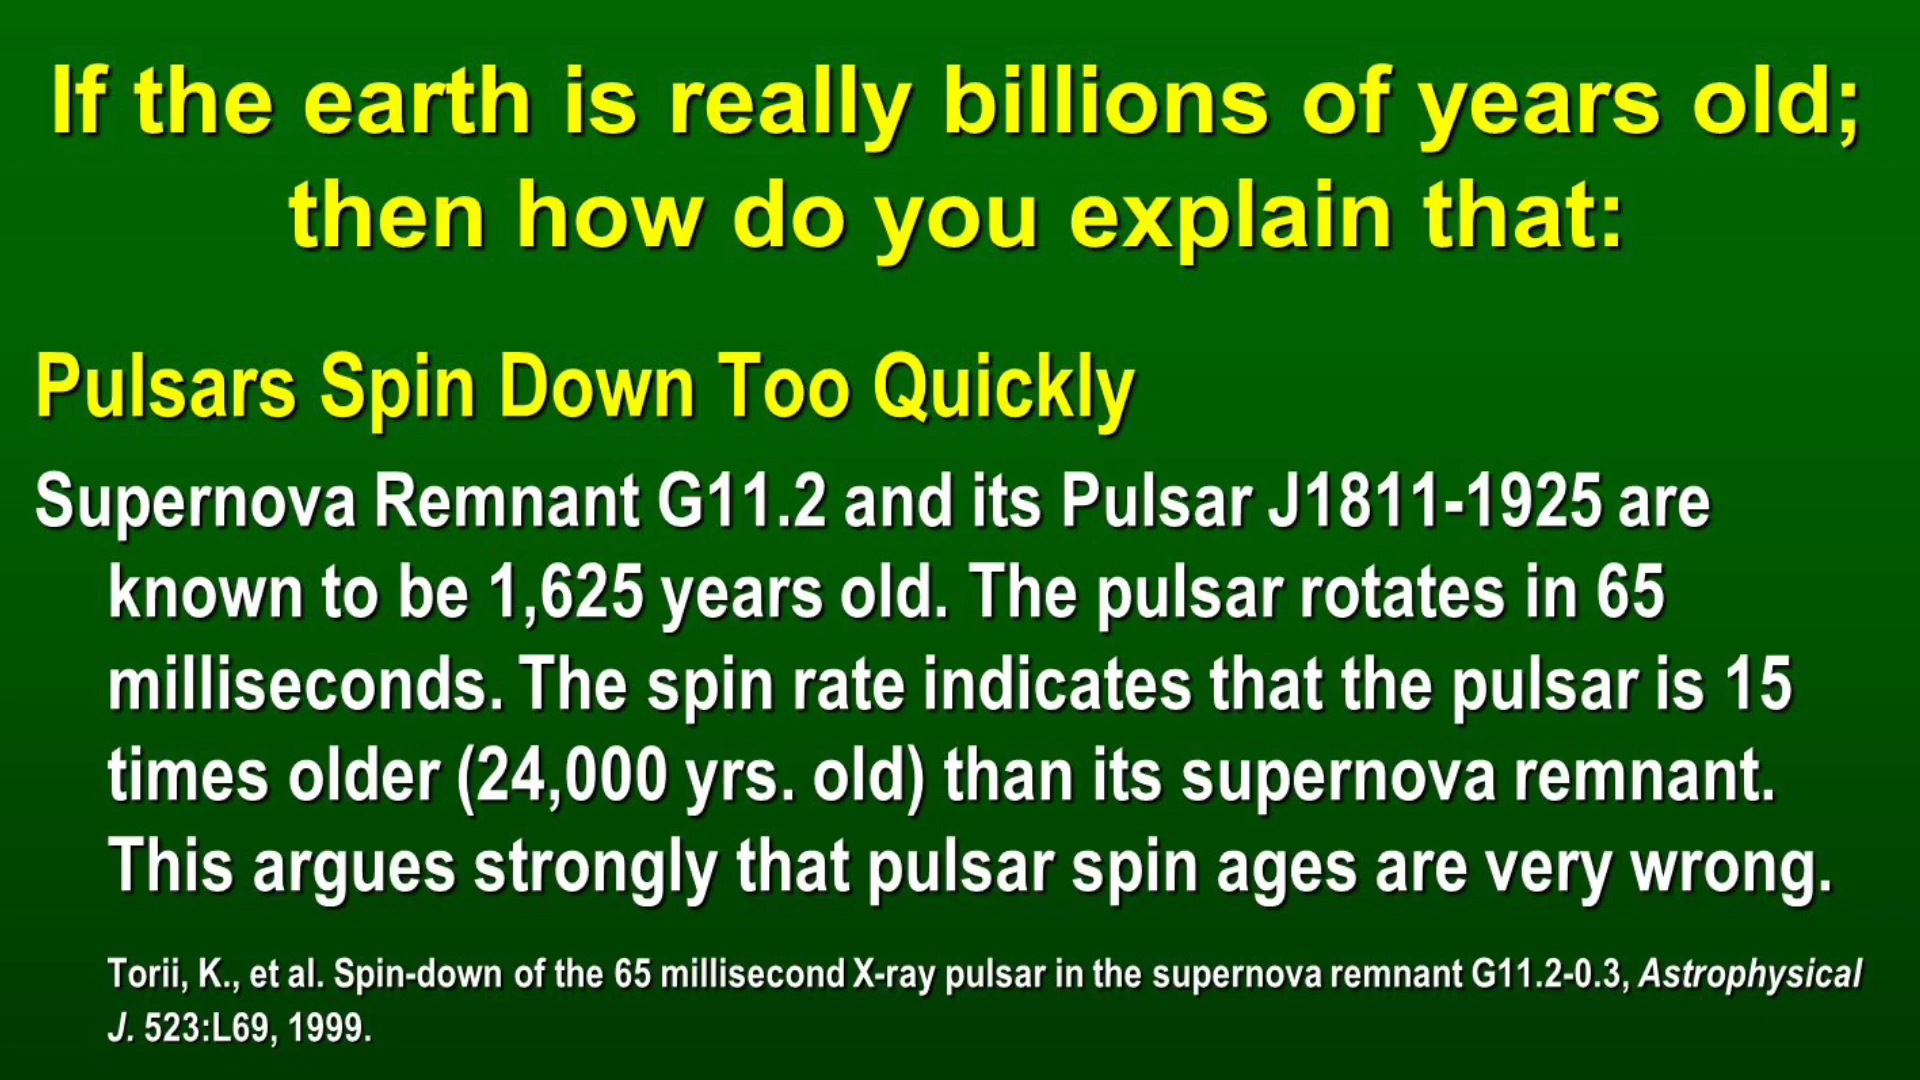 If the earth is really billions of years old;
then how do you explain that:
Pulsars Spin Down Too Quickly
Supernova Remnant G11.2 and its Pulsar J1811-1925 are
known to be 1,625 years old. The pulsar rotates in 65
milliseconds. The spin rate indicates that the pulsar is 15
times older (24,000 yrs. old) than its supernova remnant.
This argues strongly that pulsar spin ages are very wrong.
Torii, K., et al. Spin-down of the 65 millisecond X-ray pulsar in the supernova remnant G11.2-0.3, Astrophysical
J. 523:L69, 1999.